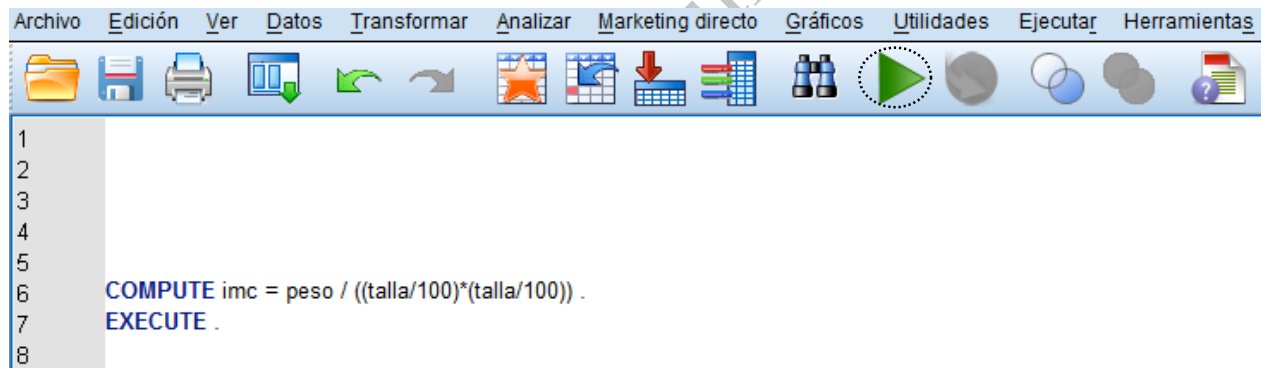 Archivo Edición Ver Datos Transformar Analizar Marketing directo Gráficos Utilidades Ejecutar Herramientas
1
2
3
4
5
6 COMPUTE imc = peso / ((talla/100)*(talla/100)) .
7 EXECUTE .
8